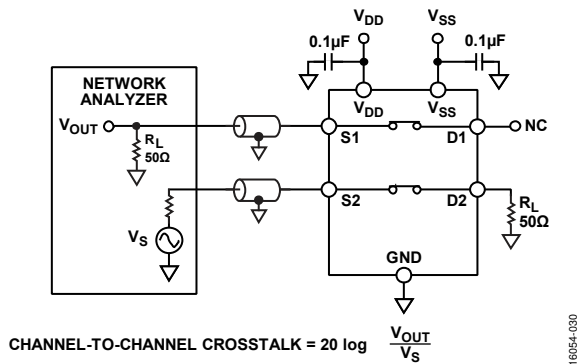 VDD
VSS
0.1µF
0.1µF
NETWORK
ANALYZER
VOUT
RL
50Ω
VS
VDD
VSS
S1
D1
NC
S2
D2
RL
50Ω
GND
CHANNEL-TO-CHANNEL CROSSTALK = 20 log VOUT
VS
16054-030